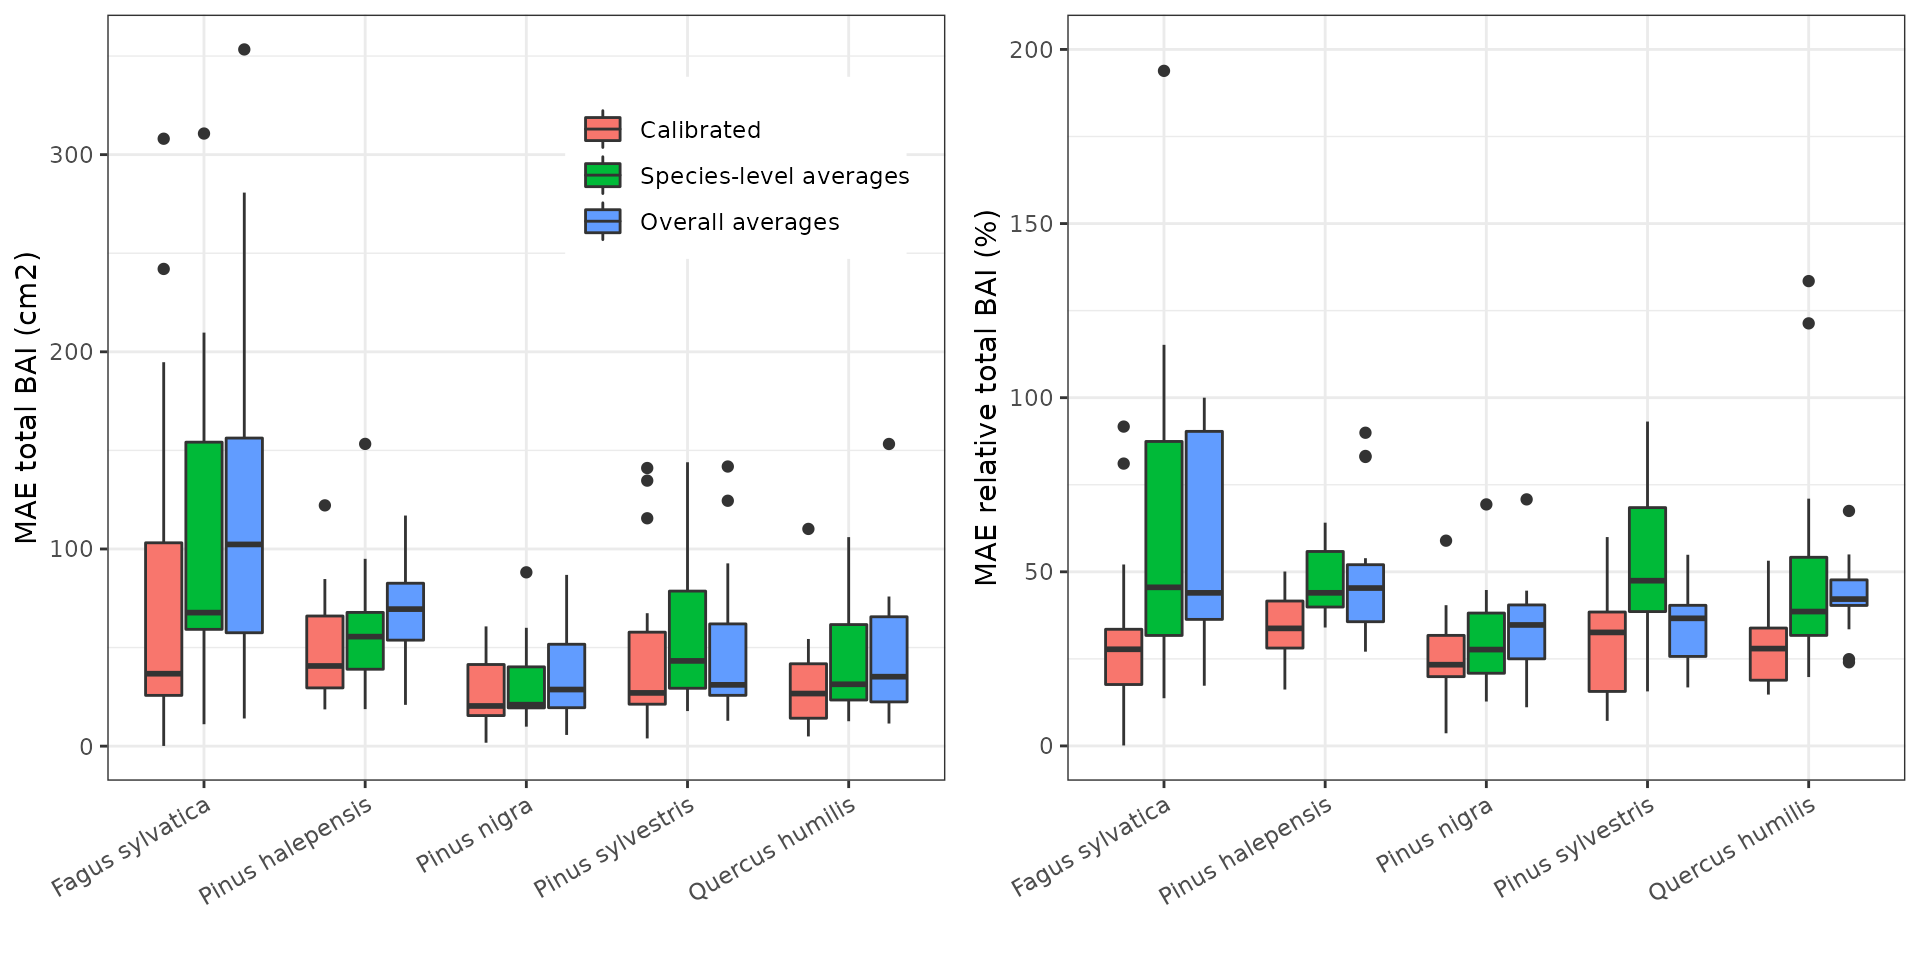 MAE total BAI (cm2)
300
200
100
0
Calibrated
Species-level averages
Overall averages
Fagus sylvatica
Pinus halepensis
Pinus nigra
Pinus sylvestris
Quercus humilis
MAE relative total BAI (%)
200
150
100
50
0
Fagus sylvatica
Pinus halepensis
Pinus nigra
Pinus sylvestris
Quercus humilis